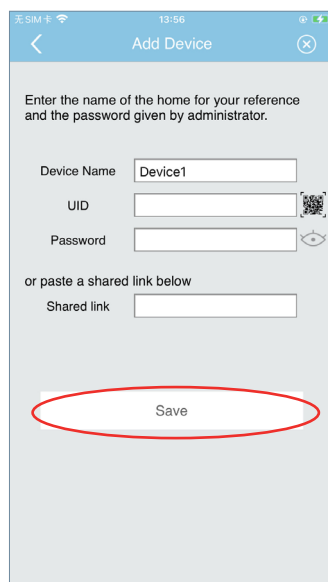 无SIM卡 13:56
Add Device
Enter the name of the home for your reference
and the password given by administrator.
Device Name Device1
UID
Password
or paste a shared link below
Shared link
Save